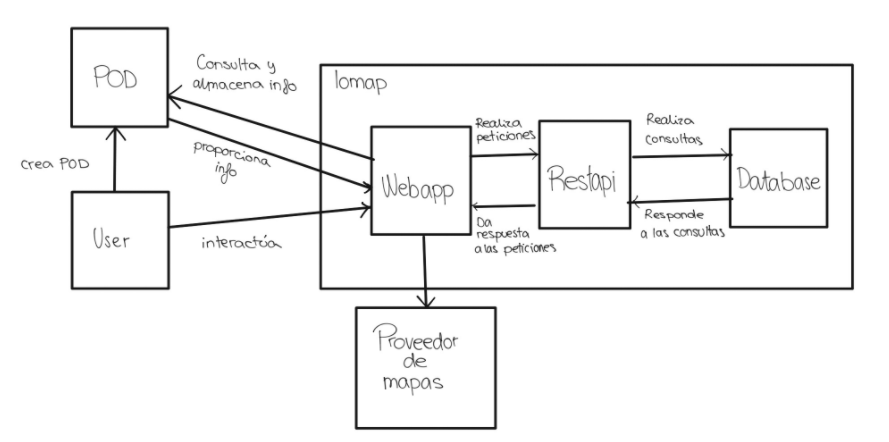 POD
Consulta y
almacena info
lomap
Realiza
peticiones
Realiza
consultas
crea POD
proporciona
info
Webapp
Restapi
Database
User
interactúa
Da
respuesta
a las peticiones
Responde
a las consultas
Proveedor
de
mapas